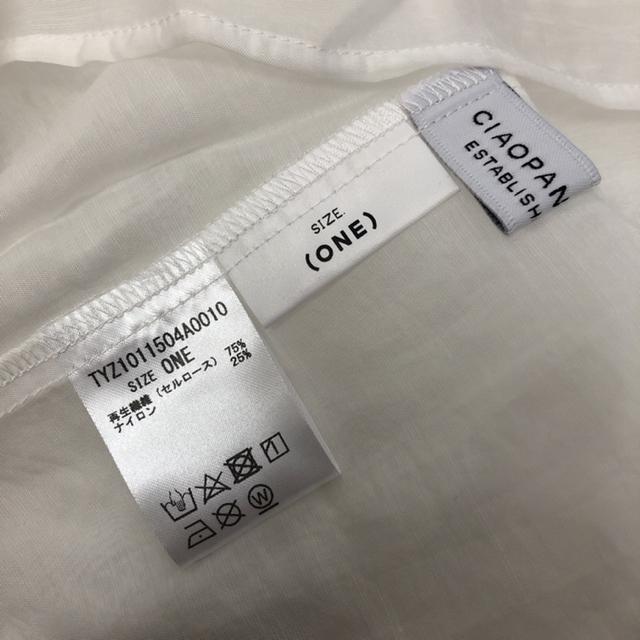 CIAOPAN
ESTABLISH
SIZE.
(ONE)
TYZ1011504A0010
SIZE ONE
再生繊維(セルロース) 75%
ナイロン 25%
W